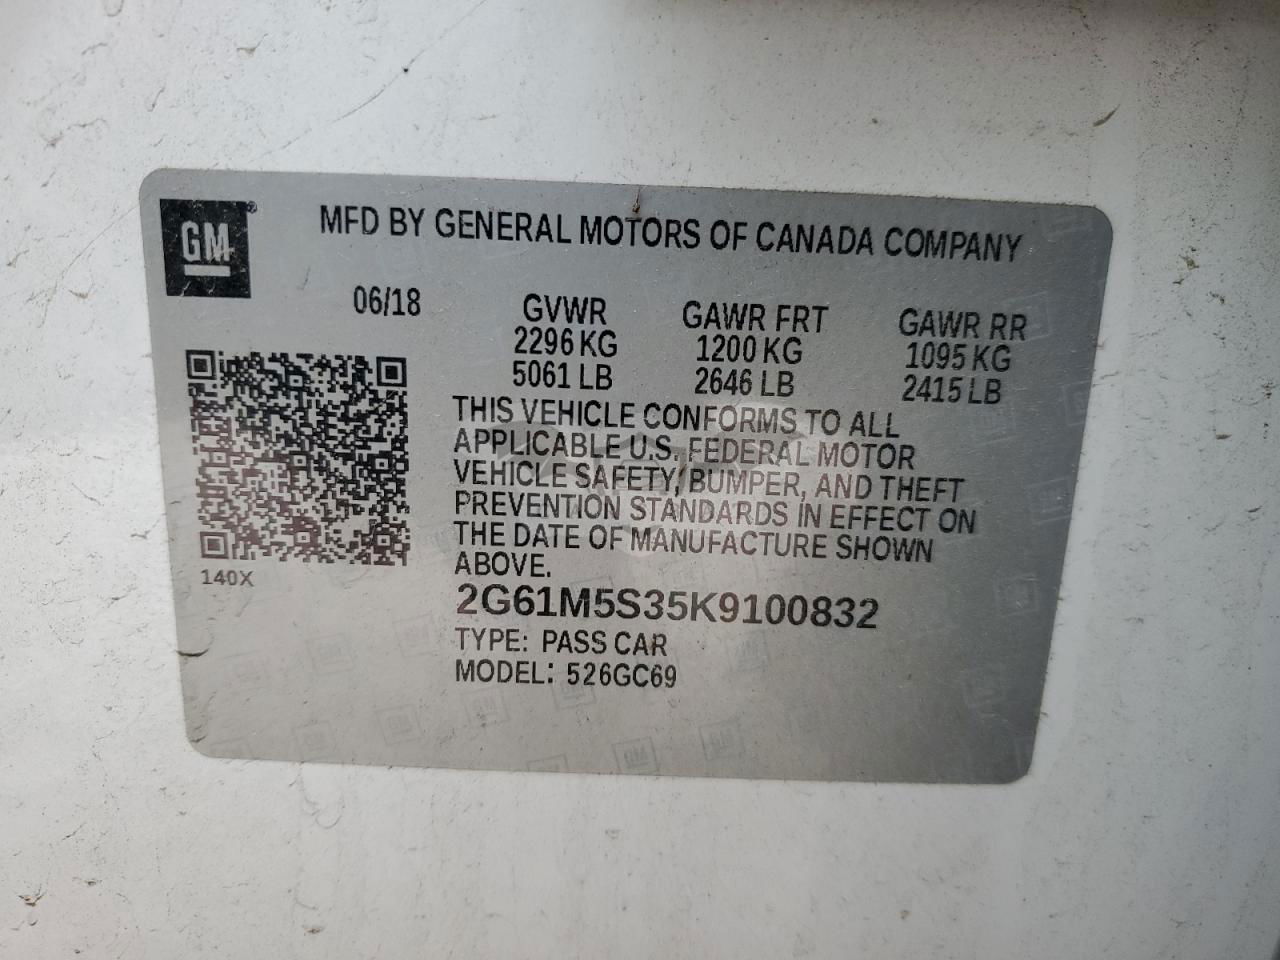 GM
MFD BY GENERAL MOTORS OF CANADA COMPANY
06/18
GVWR GAWR FRT GAWR RR
2296 KG 1200 KG 1095 KG
5061 LB 2646 LB 2415 LB
THIS VEHICLE CONFORMS TO ALL
APPLICABLE U.S. FEDERAL MOTOR
VEHICLE SAFETY, BUMPER, AND THEFT
PREVENTION STANDARDS IN EFFECT ON
THE DATE OF MANUFACTURE SHOWN
ABOVE.
140X
2G61M5S35K9100832
TYPE: PASS CAR
MODEL: 526GC69